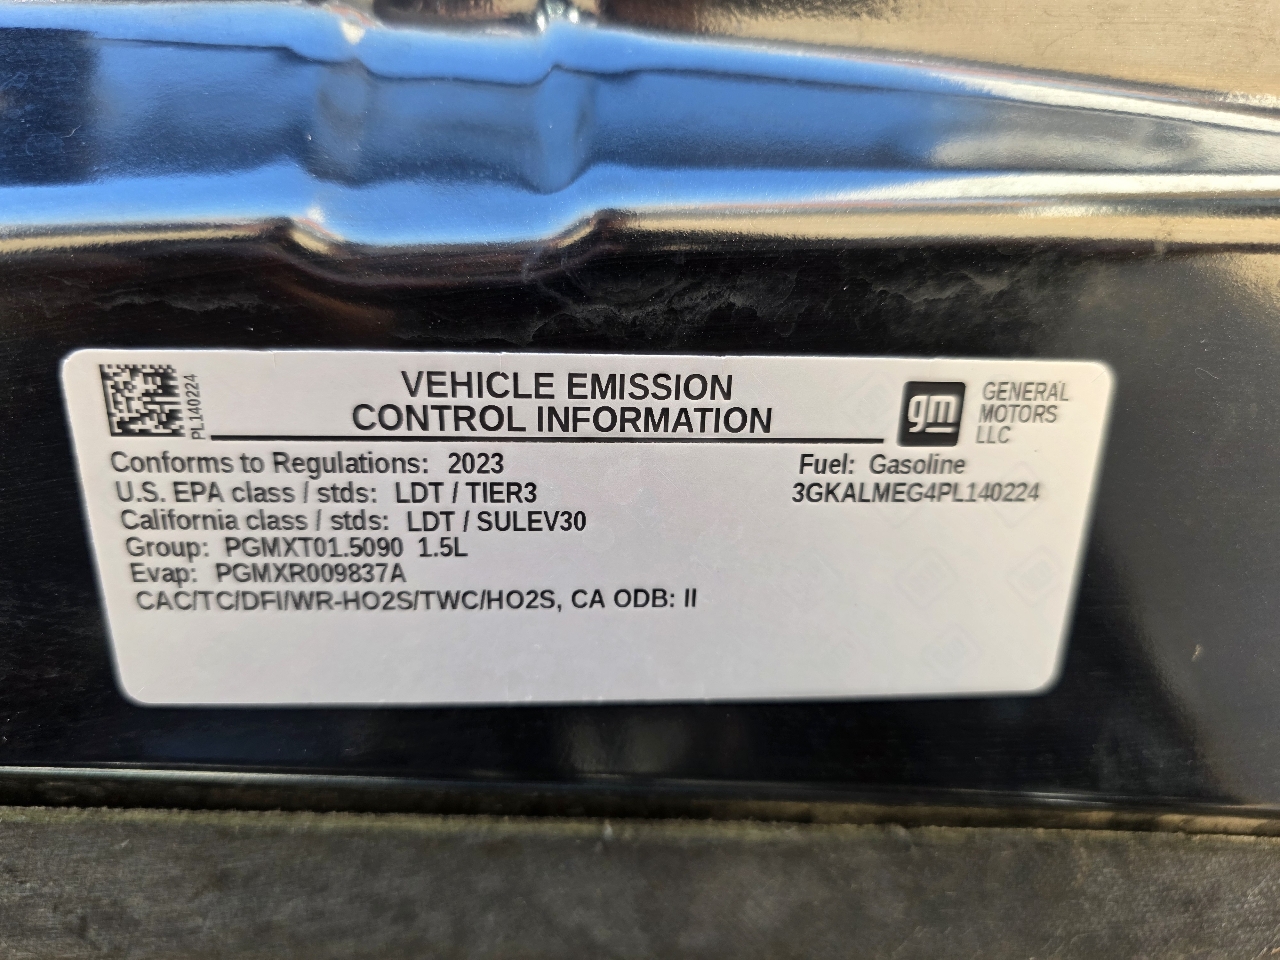 PL140224
VEHICLE EMISSION
CONTROL INFORMATION
gm
GENERAL
MOTORS
LLC
Conforms to Regulations: 2023
U.S. EPA class / stds: LDT / TIER3
California class / stds: LDT / SULEV30
Group: PGMXT01.5090 1.5L
Evap: PGMXR009837A
CAC/TC/DFI/WR-HO2S/TWC/HO2S, CA ODB: II
Fuel: Gasoline
3GKALMEG4PL140224